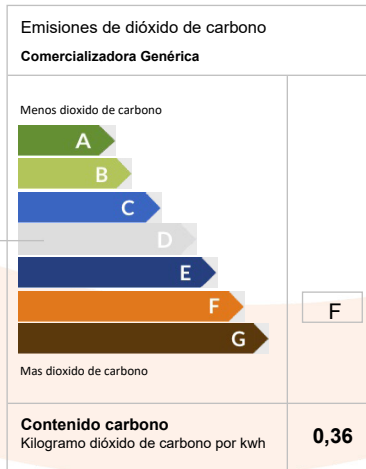 Emisiones de dióxido de carbono
Comercializadora Genérica
Menos dioxido de carbono
A
B
C
D
E
F
F
G
Mas dioxido de carbono
Contenido carbono
Kilogramo dióxido de carbono por kwh
0,36